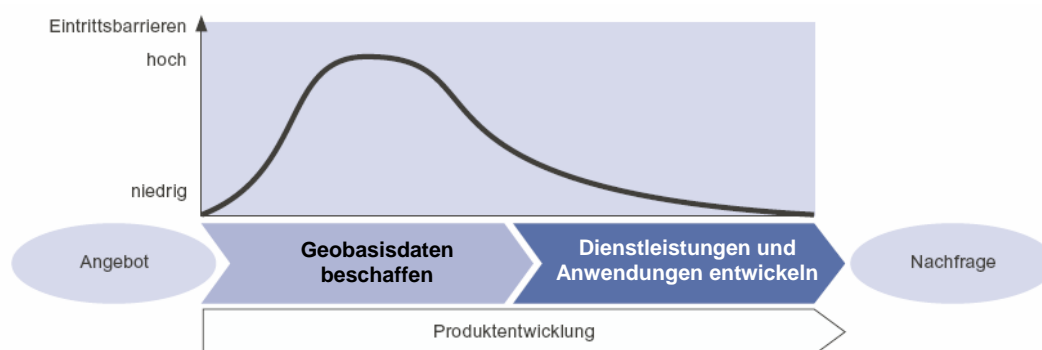 Eintrittsbarrieren
hoch
niedrig
Angebot
Geobasisdaten
beschaffen
Dienstleistungen und
Anwendungen entwickeln
Nachfrage
Produktentwicklung